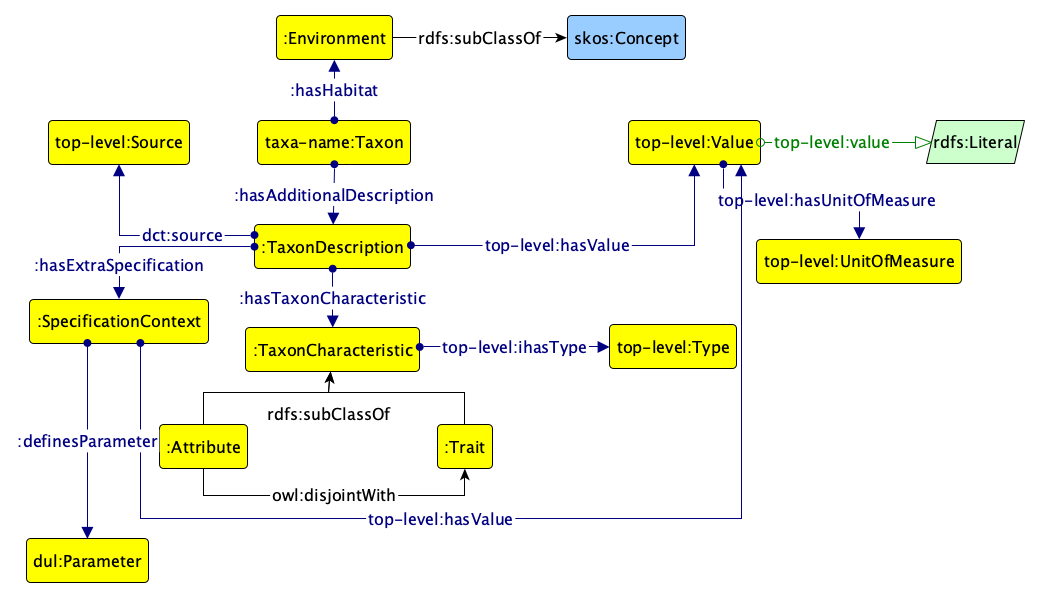 :Environment
rdfs:subClassOf
skos:Concept
:hasHabitat
top-level:Source
taxa-name:Taxon
top-level:Value
top-level:value
rdfs:Literal
:hasAdditionalDescription
top-level:hasUnitOfMeasure
dct:source
:TaxonDescription
top-level:hasValue
:hasExtraSpecification
top-level:UnitOfMeasure
:hasTaxonCharacteristic
:SpecificationContext
:TaxonCharacteristic
top-level:ihasType
top-level:Type
rdfs:subClassOf
:definesParameter
:Attribute
:Trait
owl:disjointWith
top-level:hasValue
dul:Parameter